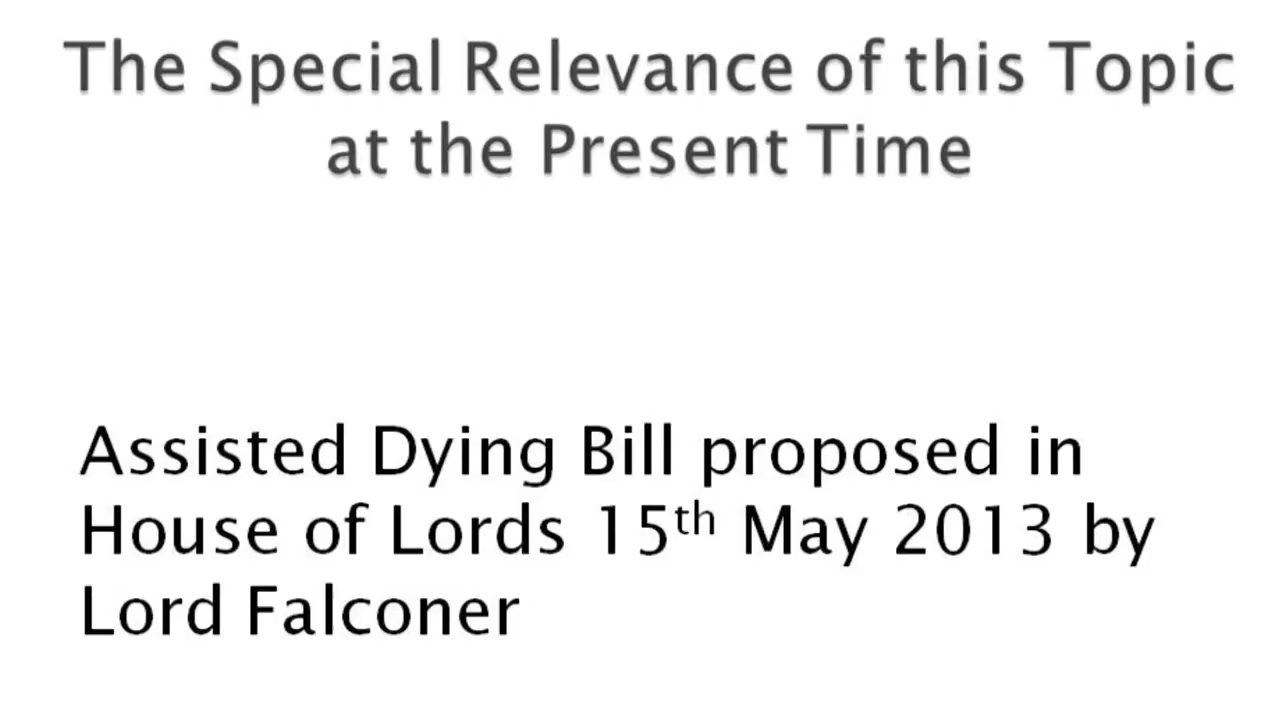 The Special Relevance of this Topic
at the Present Time
Assisted Dying Bill proposed in
House of Lords 15th May 2013 by
Lord Falconer